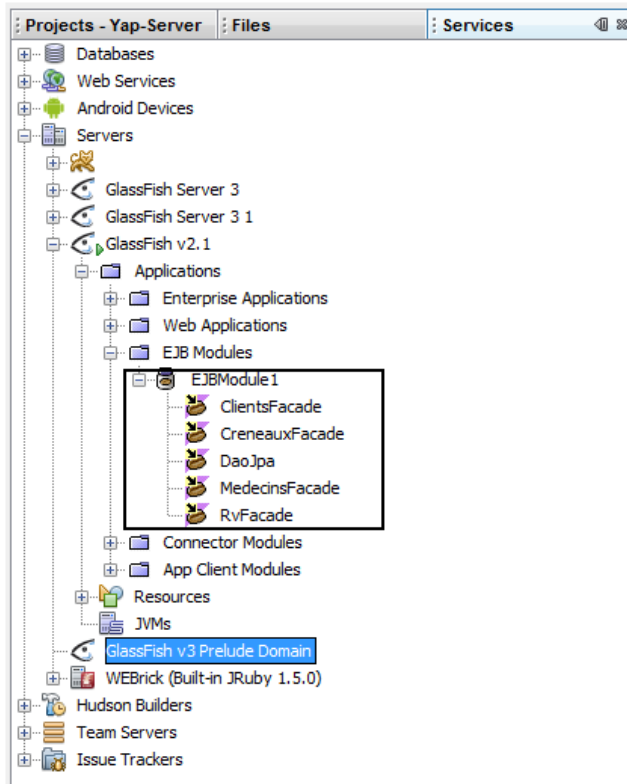 Projects - Yap-Server Files Services
Databases
Web Services
Android Devices
Servers
GlassFish Server 3
GlassFish Server 3 1
GlassFish v2.1
Applications
Enterprise Applications
Web Applications
EJB Modules
EJBModule1
ClientsFacade
CreneauxFacade
DaoJpa
MedecinsFacade
RvFacade
Connector Modules
App Client Modules
Resources
JVMs
GlassFish v3 Prelude Domain
WEBrick (Built-in JRuby 1.5.0)
Hudson Builders
Team Servers
Issue Trackers